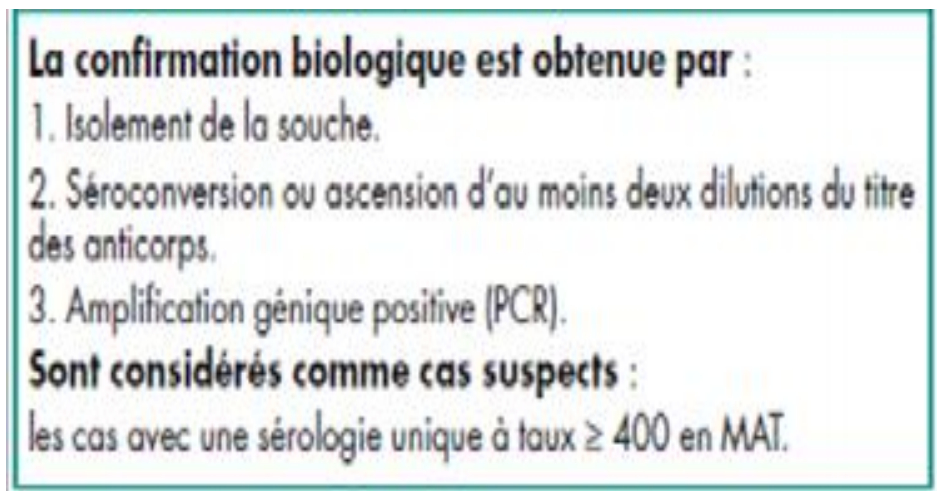 La confirmation biologique est obtenue par :
1. Isolement de la souche.
2. Séroconversion ou ascension d'au moins deux dilutions du titre
des anticorps.
3. Amplification génique positive (PCR).
Sont considérés comme cas suspects :
les cas avec une sérologie unique à taux ≥ 400 en MAT.